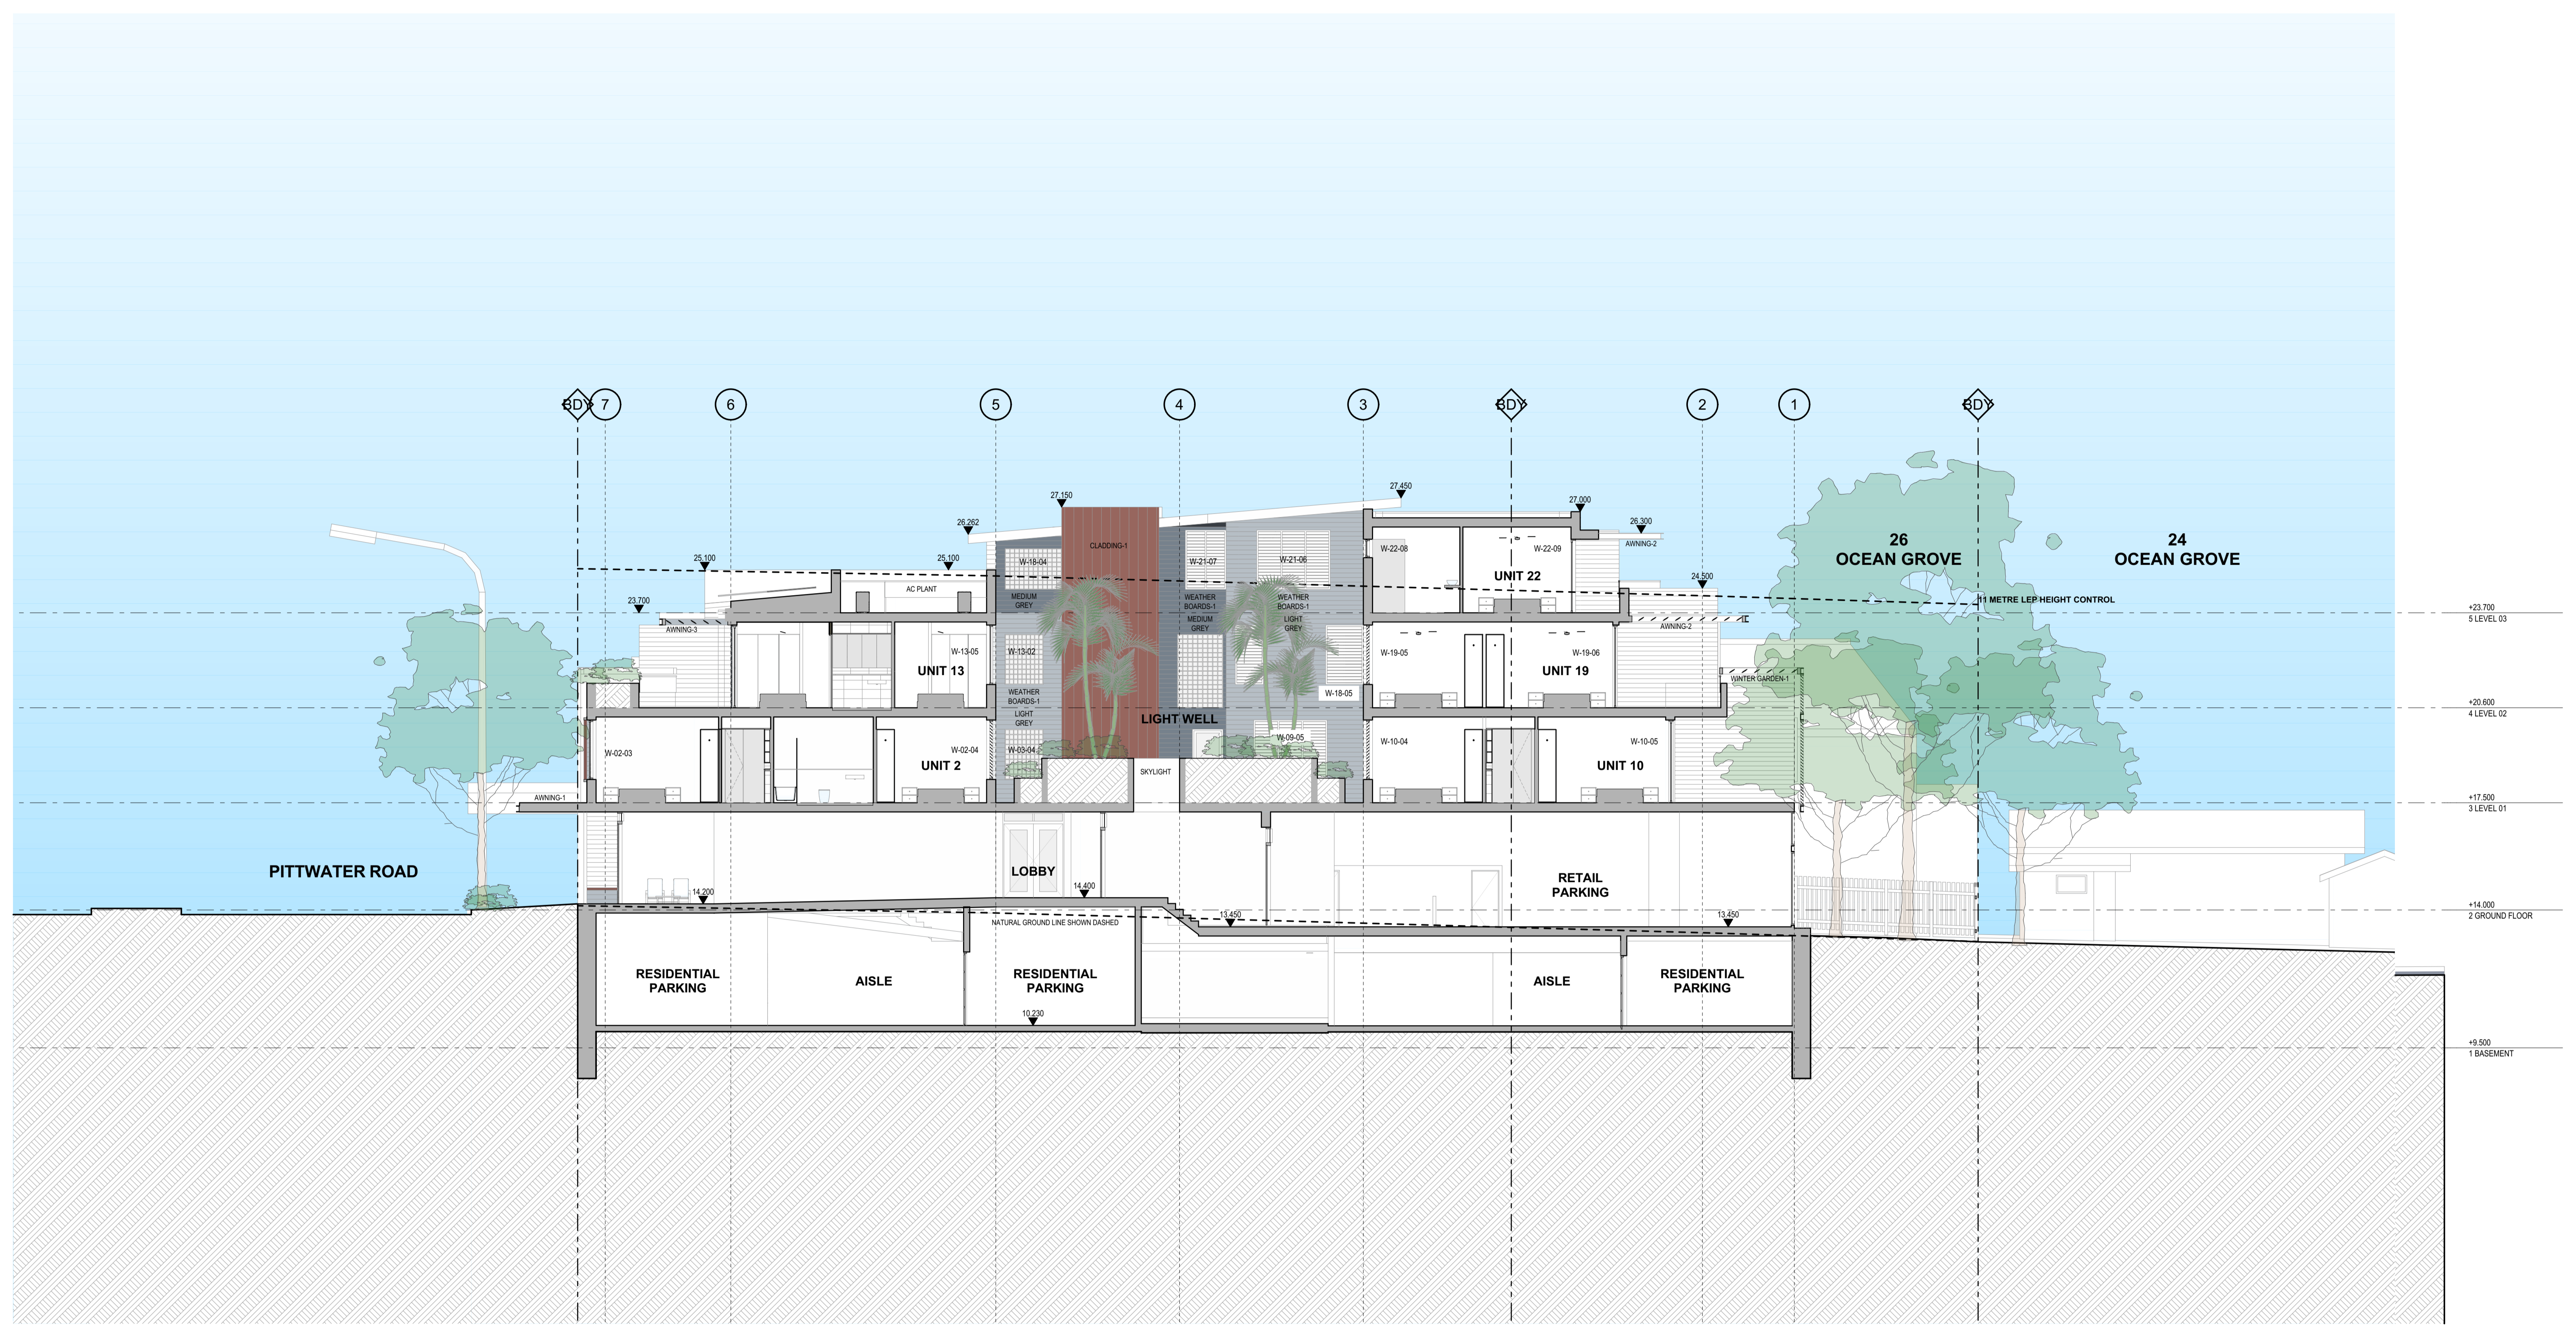 BDY
7
6
5
4
3
BDY
2
1
BDY
27.150
27.450
27.000
26.262
26.300
AWNING-2
25.100
25.100
CLADDING-1
W-18-04
W-21-07
W-21-06
W-22-08
W-22-09
UNIT 22
26
OCEAN GROVE
24
OCEAN GROVE
AC PLANT
MEDIUM
GREY
WEATHER
BOARDS-1
MEDIUM
GREY
WEATHER
BOARDS-1
LIGHT
GREY
24.500
11 METRE LEP HEIGHT CONTROL
23.700
+23.700
5 LEVEL 03
AWNING-3
AWNING-2
W-13-05
UNIT 13
W-13-02
W-19-05
W-19-06
UNIT 19
WINTER GARDEN-1
W-18-05
WEATHER
BOARDS-1
LIGHT
GREY
LIGHT WELL
+20.600
4 LEVEL 02
W-02-03
W-02-04
UNIT 2
W-03-04
W-09-05
W-10-04
W-10-05
UNIT 10
SKYLIGHT
AWNING-1
+17.500
3 LEVEL 01
PITTWATER ROAD
LOBBY
RETAIL
PARKING
14.200
14.400
13.450
13.450
NATURAL GROUND LINE SHOWN DASHED
+14.000
2 GROUND FLOOR
RESIDENTIAL
PARKING
AISLE
RESIDENTIAL
PARKING
AISLE
RESIDENTIAL
PARKING
10.230
+9.500
1 BASEMENT